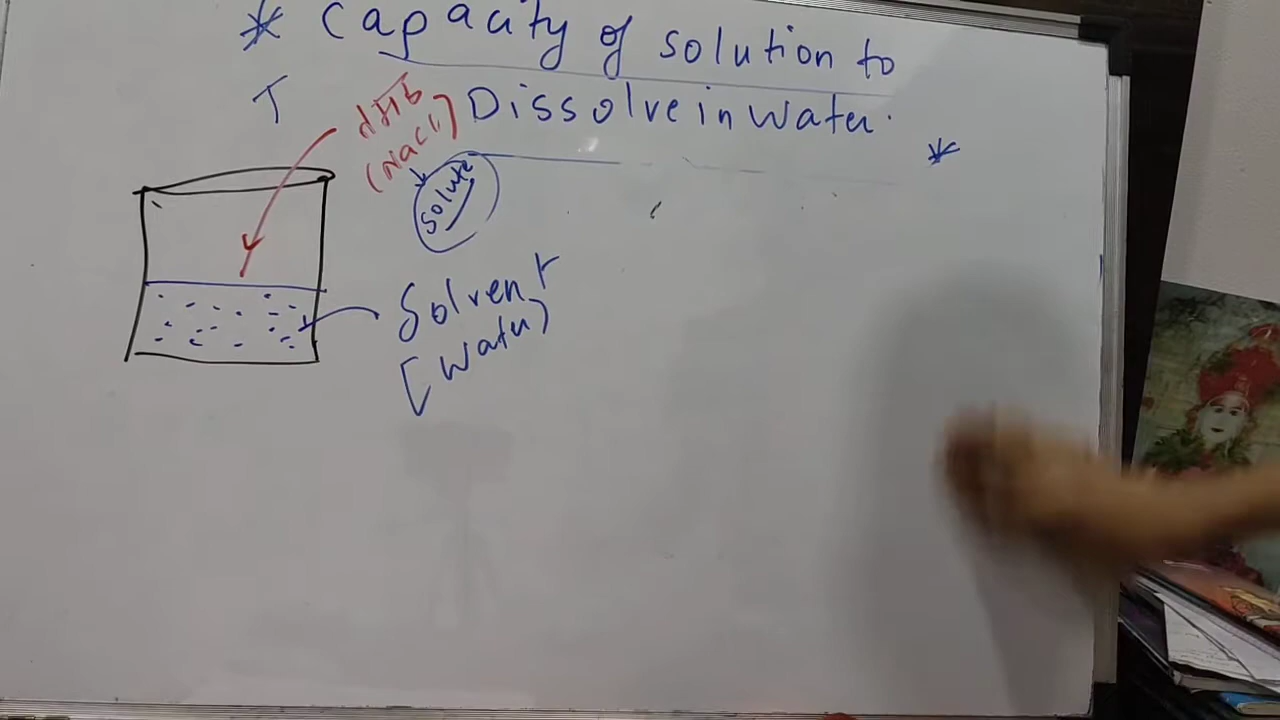 * Capacity of solution to
T Dissolve in Water.
*
(NaCl)
Solute
Solvent
[Water)